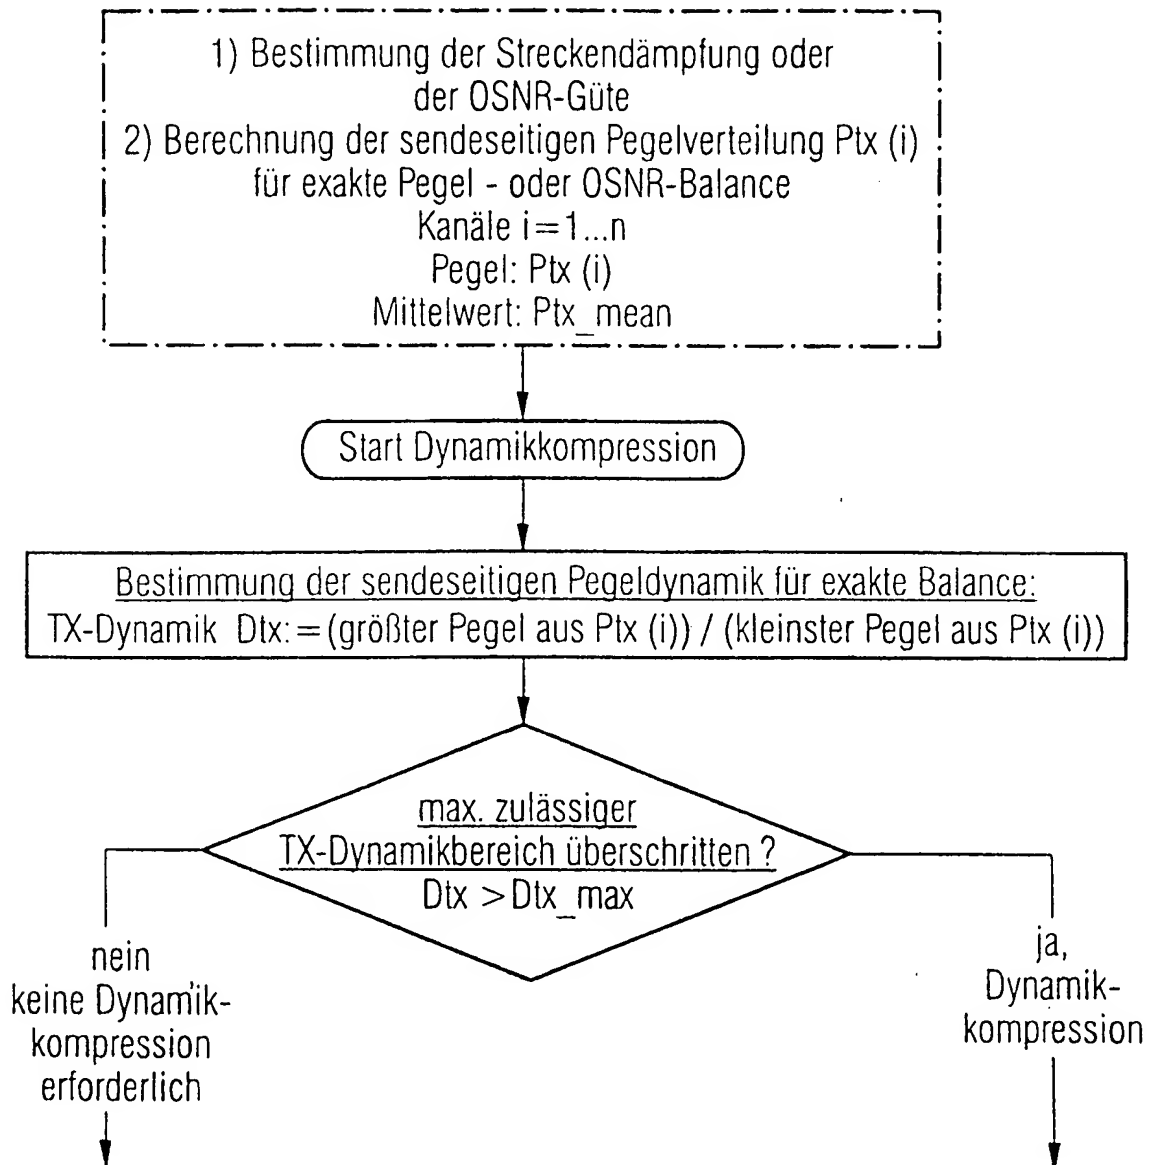 1) Bestimmung der Streckendämpfung oder
der OSNR-Güte
2) Berechnung der sendeseitigen Pegelverteilung Ptx (i)
für exakte Pegel - oder OSNR-Balance
Kanäle i=1...n
Pegel: Ptx (i)
Mittelwert: Ptx_mean
Start Dynamikkompression
Bestimmung der sendeseitigen Pegeldynamik für exakte Balance:
TX-Dynamik Dtx:=(größter Pegel aus Ptx (i)) / (kleinster Pegel aus Ptx (i))
max. zulässiger
TX-Dynamikbereich überschritten ?
Dtx >Dtx_max
nein
keine Dynamik-
kompression
erforderlich
ja,
Dynamik-
kompression